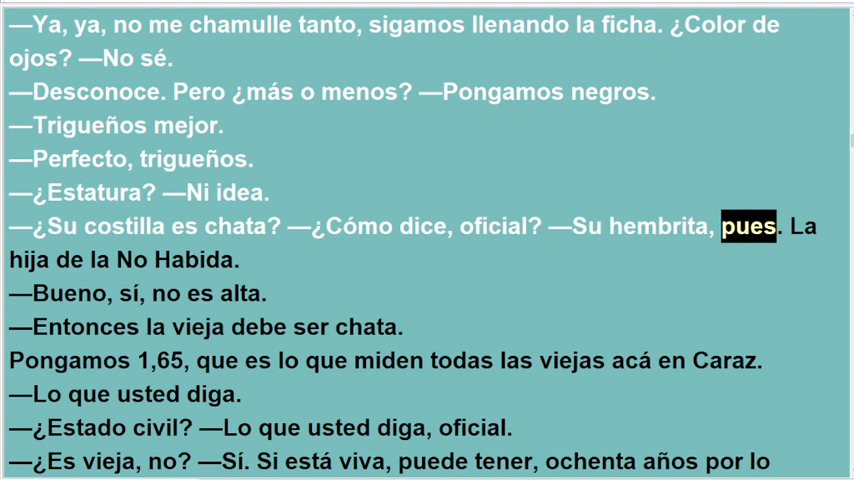 —Ya, ya, no me chamulle tanto, sigamos llenando la ficha. ¿Color de
ojos? —No sé.
—Desconoce. Pero ¿más o menos? —Pongamos negros.
—Trigueños mejor.
—Perfecto, trigueños.
—¿Estatura? —Ni idea.
—¿Su costilla es chata? —¿Cómo dice, oficial? —Su hembrita, pues. La
hija de la No Habida.
—Bueno, sí, no es alta.
—Entonces la vieja debe ser chata.
Pongamos 1,65, que es lo que miden todas las viejas acá en Caraz.
—Lo que usted diga.
—¿Estado civil? —Lo que usted diga, oficial.
—¿Es vieja, no? —Sí. Si está viva, puede tener, ochenta años por lo